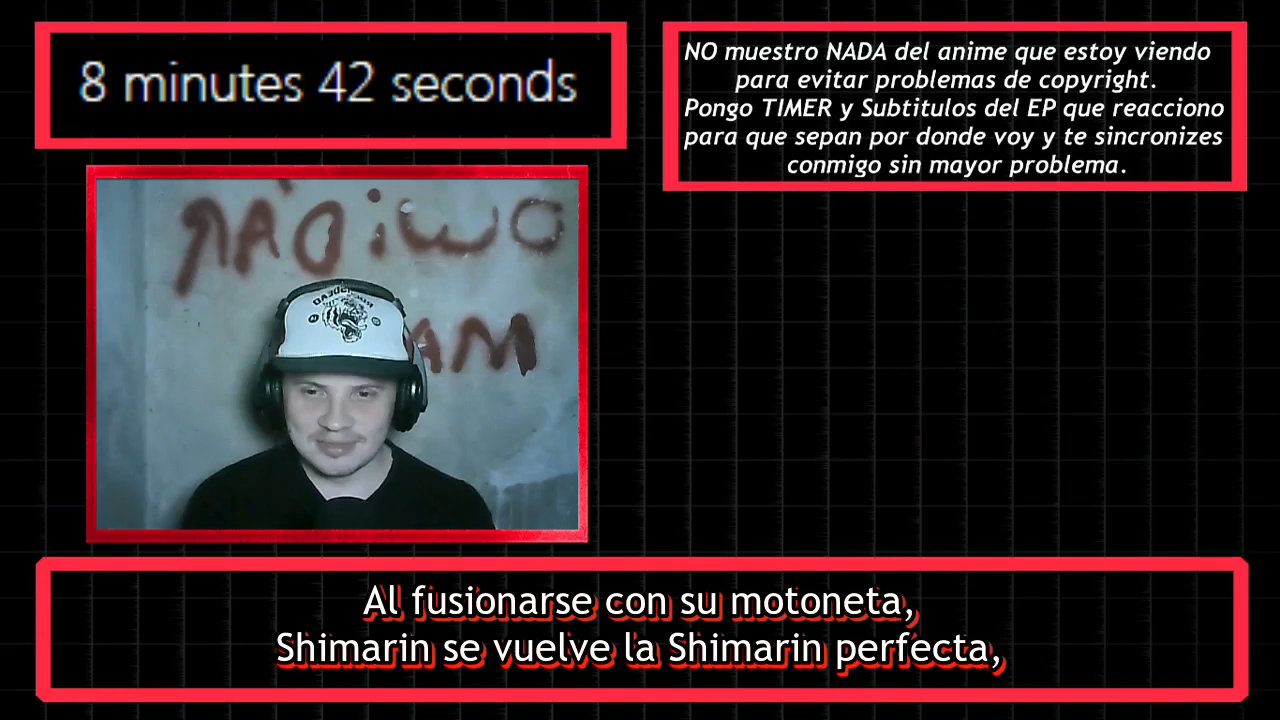 8 minutes 42 seconds
NO muestro NADA del anime que estoy viendo
para evitar problemas de copyright.
Pongo TIMER y Subtitulos del EP que reacciono
para que sepan por donde voy y te sincronizes
conmigo sin mayor problema.
Al fusionarse con su motoneta,
Shimarin se vuelve la Shimarin perfecta,